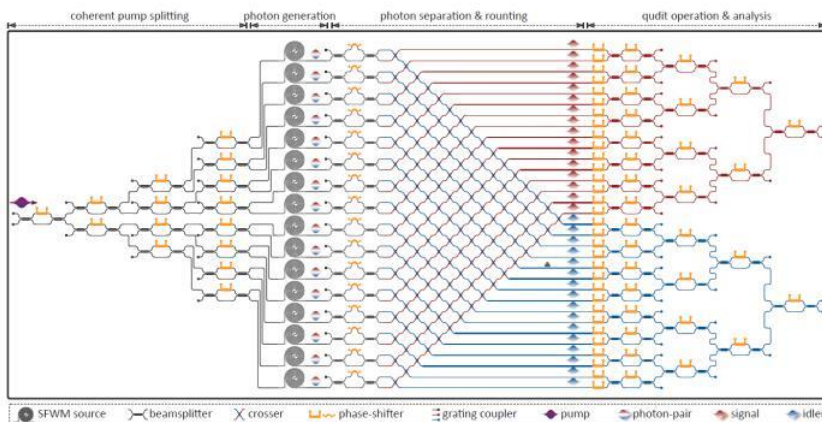 coherent pump splitting photon generation photon separation & rounting qudit operation & analysis
SFWM source beamsplitter crosser phase-shifter grating coupler pump photon-pair signal idler